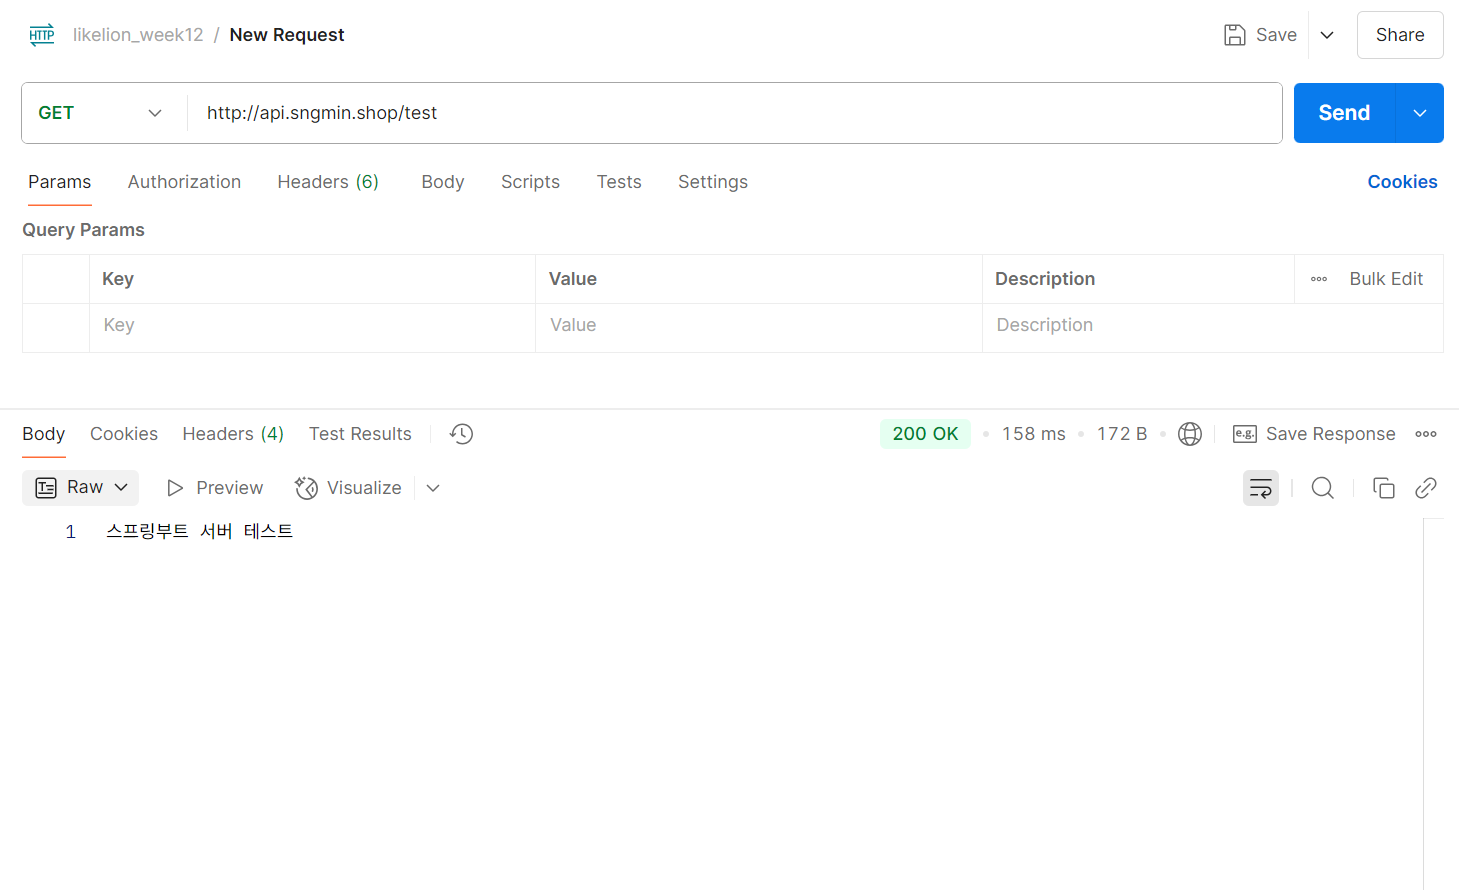 HTTP likelion_week12 / New Request Save Share
GET http://api.sngmin.shop/test Send
Params Authorization Headers (6) Body Scripts Tests Settings Cookies
Query Params
Key Value Description Bulk Edit
Key Value Description
Body Cookies Headers (4) Test Results 200 OK • 158 ms • 172 B • e.g. Save Response
Raw Preview Visualize
1 스프링부트 서버 테스트